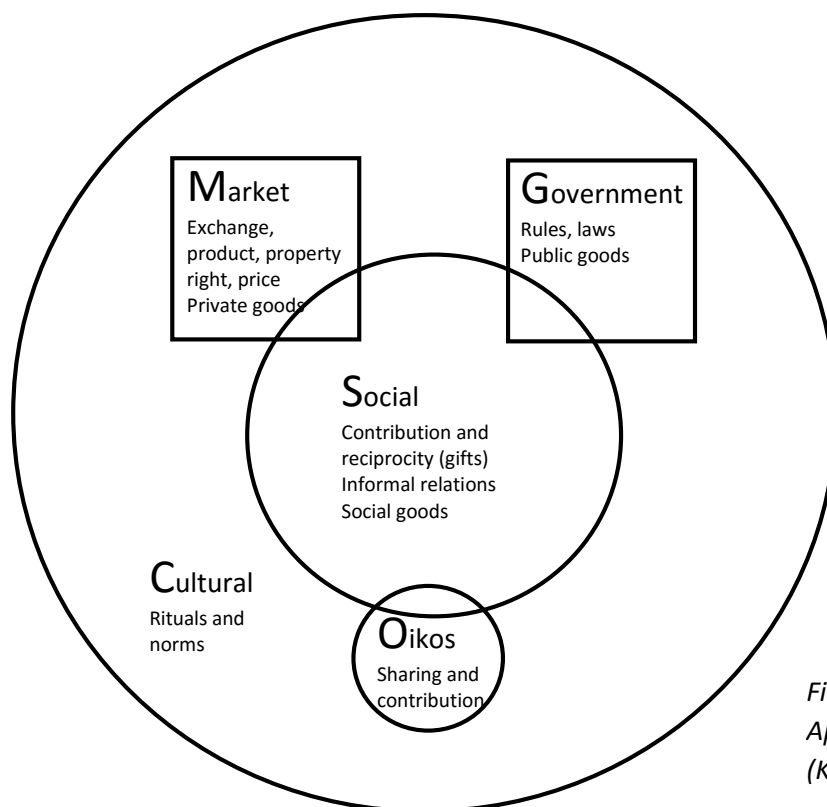 Market
Exchange,
product, property
right, price
Private goods
Government
Rules, laws
Public goods
Social
Contribution and
reciprocity (gifts)
Informal relations
Social goods
Cultural
Rituals and
norms
Oikos
Sharing and
contribution